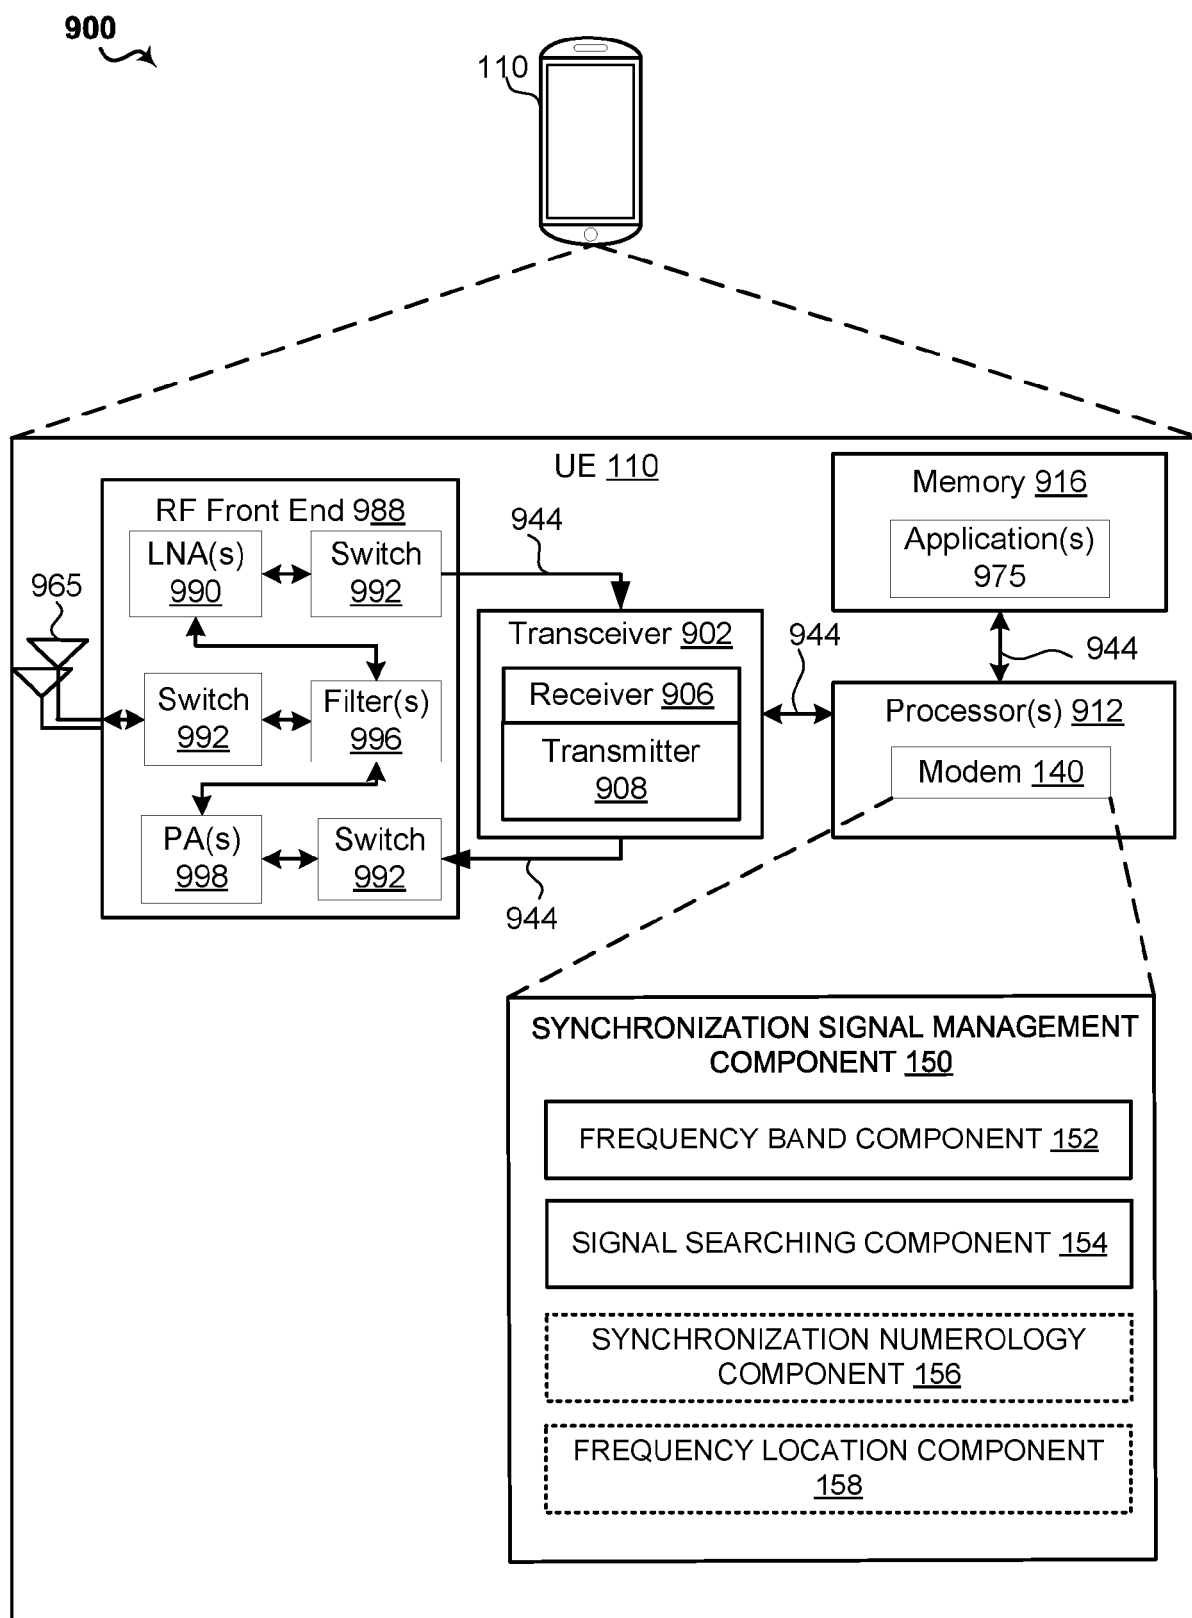 900
110
UE 110
RF Front End 988
LNA(s)
990
Switch
992
944
965
Switch
992
Filter(s)
996
PA(s)
998
Switch
992
944
Transceiver 902
Receiver 906
Transmitter
908
944
Memory 916
Application(s)
975
944
Processor(s) 912
Modem 140
SYNCHRONIZATION SIGNAL MANAGEMENT
COMPONENT 150
FREQUENCY BAND COMPONENT 152
SIGNAL SEARCHING COMPONENT 154
SYNCHRONIZATION NUMEROLOGY
COMPONENT 156
FREQUENCY LOCATION COMPONENT
158